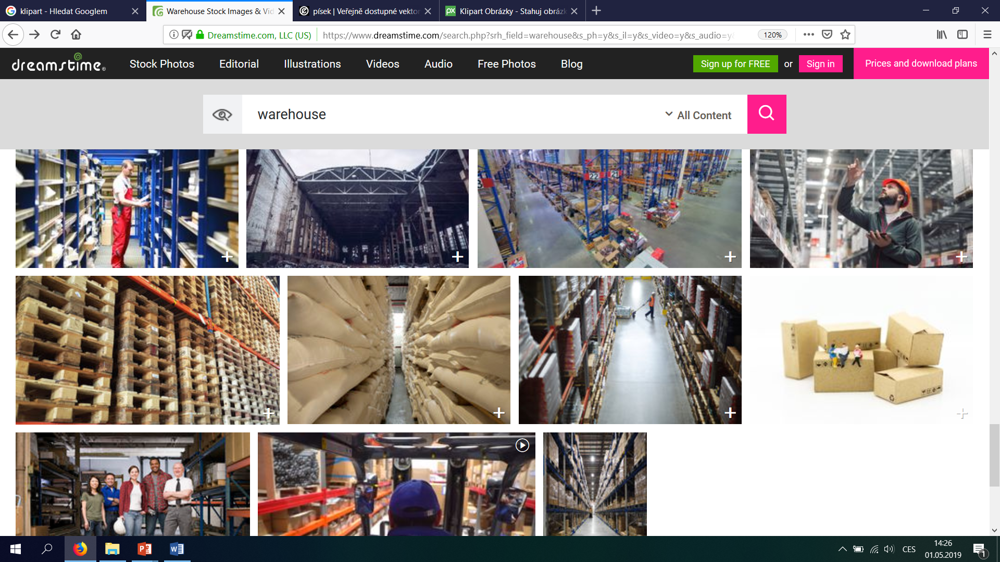 klipart - Hledat Googlem
Warehouse Stock Images & Vid
písek | Veřejně dostupné vektor
Klipart Obrázky - Stahuj obrázk
Dreamstime.com, LLC (US)
https://www.dreamstime.com/search.php?srh_field=warehouse&s_ph=y&s_il=y&s_video=y&s_audio=y&
120%
dreamstime®
Stock Photos
Editorial
Illustrations
Videos
Audio
Free Photos
Blog
Sign up for FREE
or
Sign in
Prices and download plans
warehouse
All Content
22
21
CES
14:26
01.05.2019
1